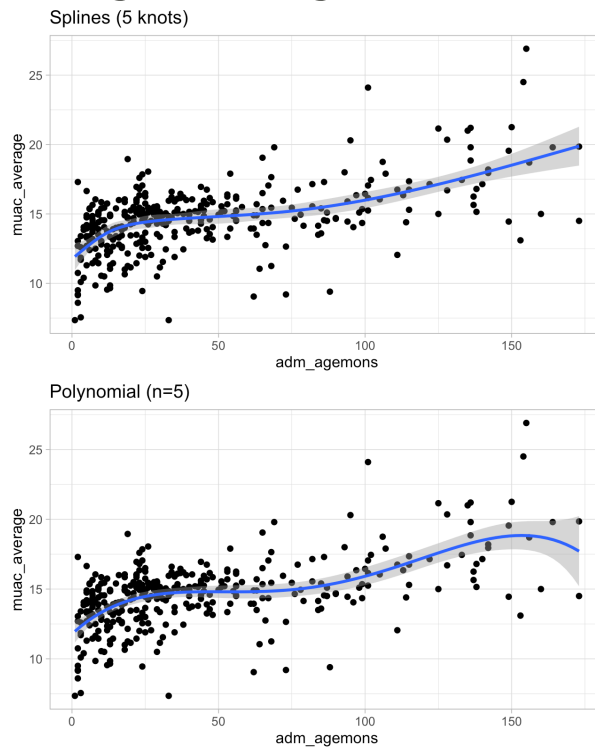 Splines (5 knots)
25
20
15
10
muac_average
0 50 100 150
adm_agemons
Polynomial (n=5)
25
20
15
10
muac_average
0 50 100 150
adm_agemons